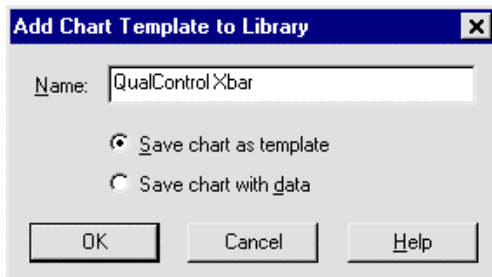 Add Chart Template to Library
Name: QualControl Xbar
Save chart as template
Save chart with data
OK Cancel Help